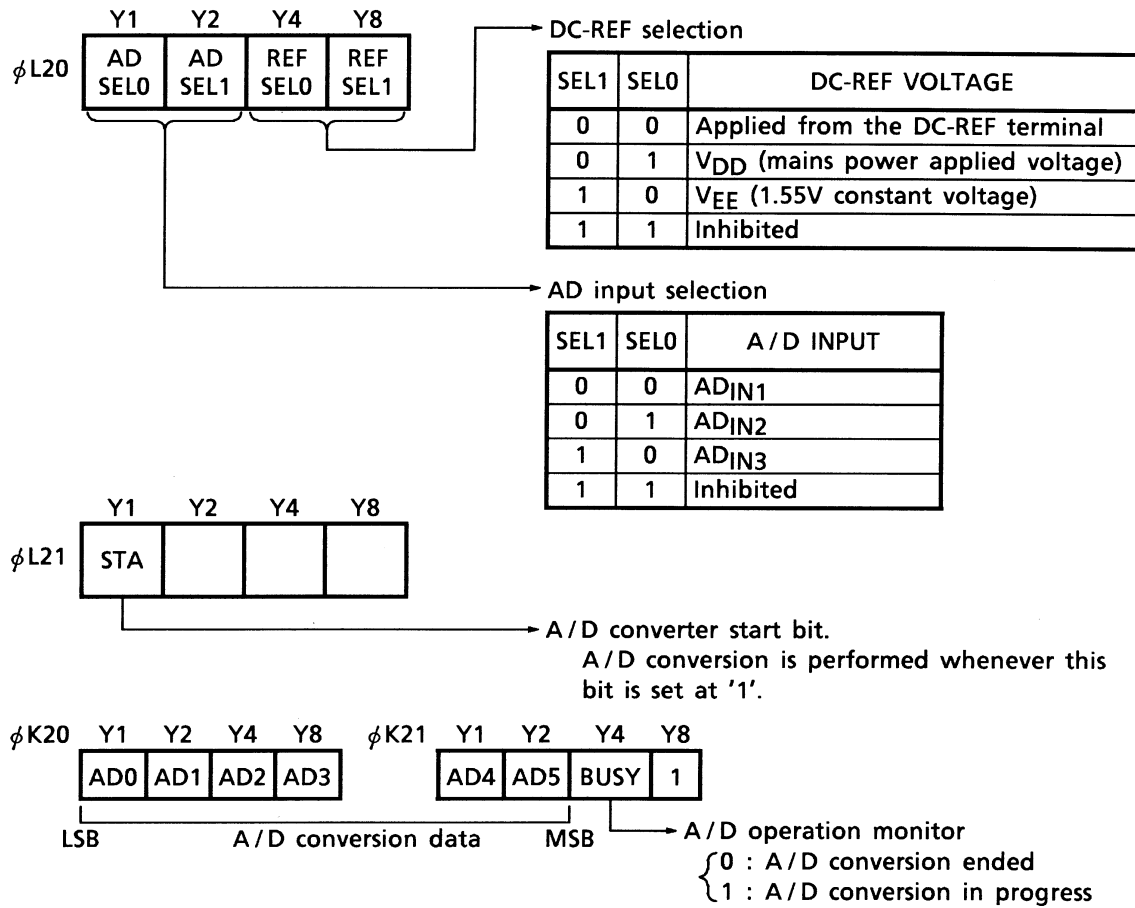 Y1 Y2 Y4 Y8
φL20 AD SEL0 AD SEL1 REF SEL0 REF SEL1
DC-REF selection
SEL1 SEL0 DC-REF VOLTAGE
0 0 Applied from the DC-REF terminal
0 1 VDD (mains power applied voltage)
1 0 VEE (1.55V constant voltage)
1 1 Inhibited
AD input selection
SEL1 SEL0 A/D INPUT
0 0 ADIN1
0 1 ADIN2
1 0 ADIN3
1 1 Inhibited
Y1 Y2 Y4 Y8
φL21 STA
A/D converter start bit.
A/D conversion is performed whenever this
bit is set at '1'.
φK20 Y1 Y2 Y4 Y8 φK21 Y1 Y2 Y4 Y8
AD0 AD1 AD2 AD3 AD4 AD5 BUSY 1
LSB A/D conversion data MSB
A/D operation monitor
0 : A/D conversion ended
1 : A/D conversion in progress